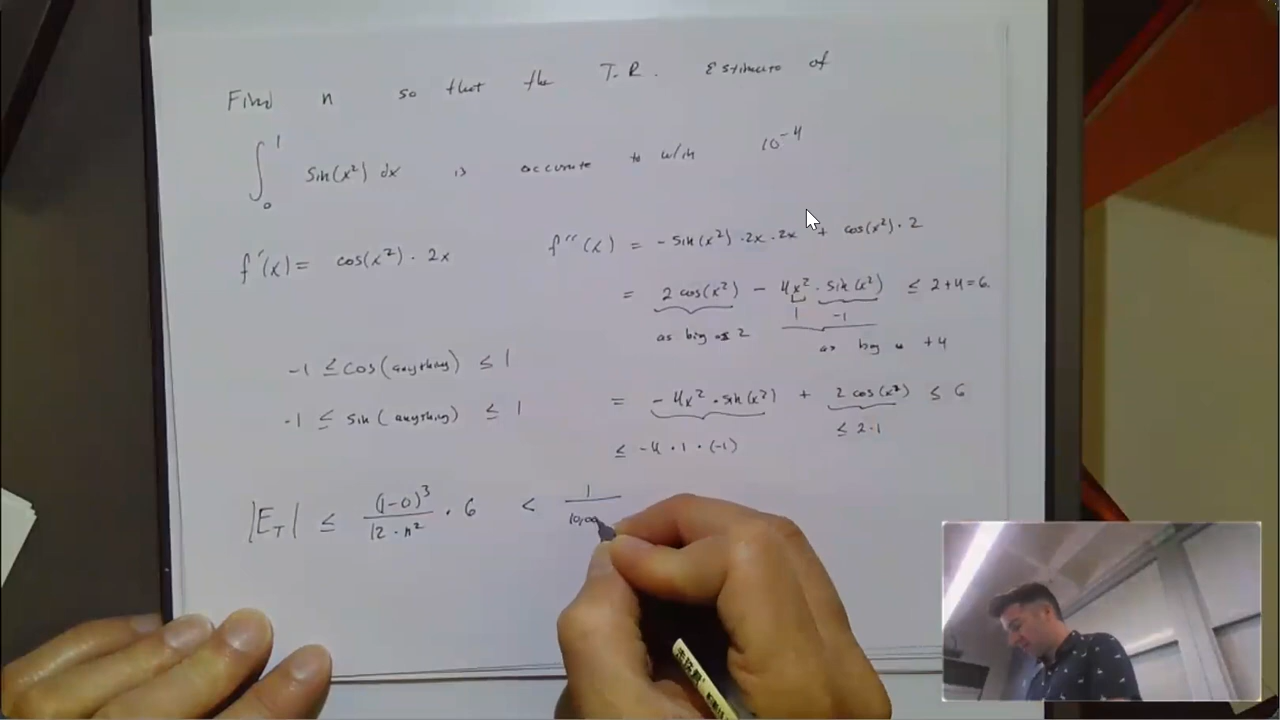 Find n so that the T.R. Estimate of
∫₀¹ sin(x²) dx is accurate to w/in 10⁻⁴
f'(x) = cos(x²) · 2x
f''(x) = -sin(x²) · 2x · 2x + cos(x²) · 2
= 2 cos(x²) - 4x² · sin(x²) ≤ 2+4=6.
1 -1
as big as 2
as big as +4
-1 ≤ cos(anything) ≤ 1
-1 ≤ sin(anything) ≤ 1
= -4x² · sin(x²) + 2 cos(x²) ≤ 6
≤ -4 · 1 · (-1)
≤ 2·1
|E_T| ≤ (1-0)³/(12 · n²) · 6 < 1/10,00